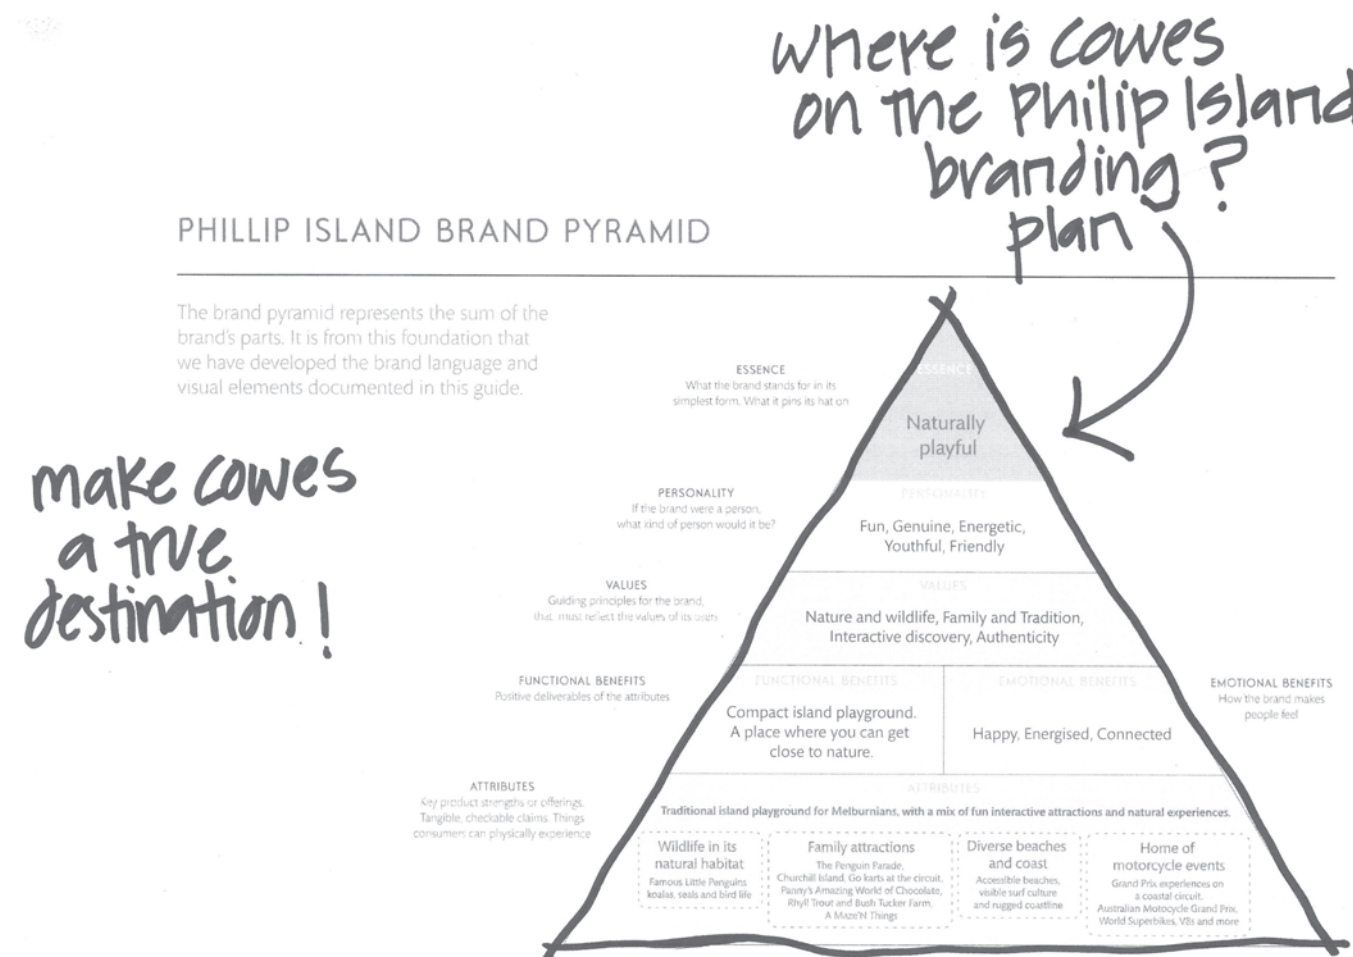 where is cowes
on the Philip Island
branding ?
plan
PHILLIP ISLAND BRAND PYRAMID
The brand pyramid represents the sum of the
brand's parts. It is from this foundation that
we have developed the brand language and
visual elements documented in this guide.
make cowes
a true
destination !
ESSENCE
What the brand stands for in its
simplest form. What it pins its hat on
ESSENCE
Naturally
playful
PERSONALITY
If the brand were a person,
what kind of person would it be?
PERSONALITY
Fun, Genuine, Energetic,
Youthful, Friendly
VALUES
Guiding principles for the brand,
that must reflect the values of its users
VALUES
Nature and wildlife, Family and Tradition,
Interactive discovery, Authenticity
FUNCTIONAL BENEFITS
Positive deliverables of the attributes
FUNCTIONAL BENEFITS
Compact island playground.
A place where you can get
close to nature.
EMOTIONAL BENEFITS
Happy, Energised, Connected
EMOTIONAL BENEFITS
How the brand makes
people feel
ATTRIBUTES
Key product strengths or offerings.
Tangible, checkable claims. Things
consumers can physically experience
ATTRIBUTES
Traditional island playground for Melburnians, with a mix of fun interactive attractions and natural experiences.
Wildlife in its
natural habitat
Famous Little Penguins
koalas, seals and bird life
Family attractions
The Penguin Parade,
Churchill Island, Go karts at the circuit,
Panny's Amazing World of Chocolate,
Rhyll Trout and Bush Tucker Farm,
A Maze'N Things
Diverse beaches
and coast
Accessible beaches,
visible surf culture
and rugged coastline
Home of
motorcycle events
Grand Prix experiences on
a coastal circuit.
Australian Motocycle Grand Prix,
World Superbikes, V8s and more